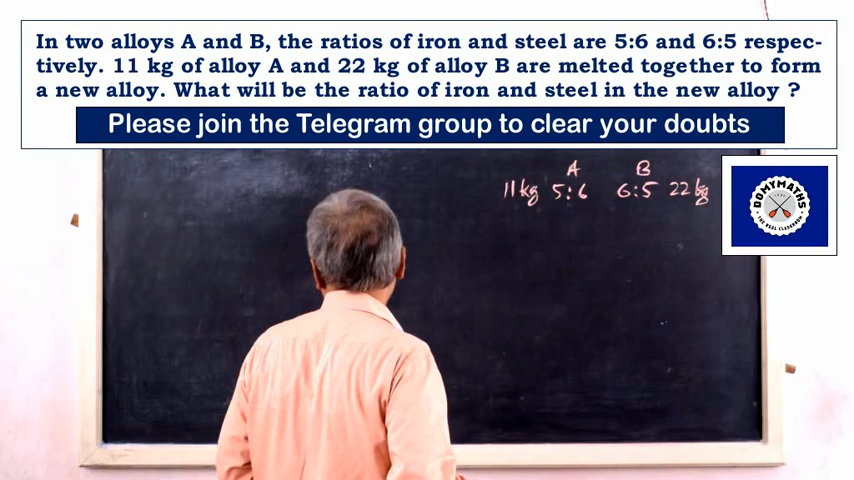 In two alloys A and B, the ratios of iron and steel are 5:6 and 6:5 respec-
tively. 11 kg of alloy A and 22 kg of alloy B are melted together to form
a new alloy. What will be the ratio of iron and steel in the new alloy ?
Please join the Telegram group to clear your doubts
A B
11kg 5:6 6:5 22kg
DOMYMATHS
THE REAL CLASSROOM